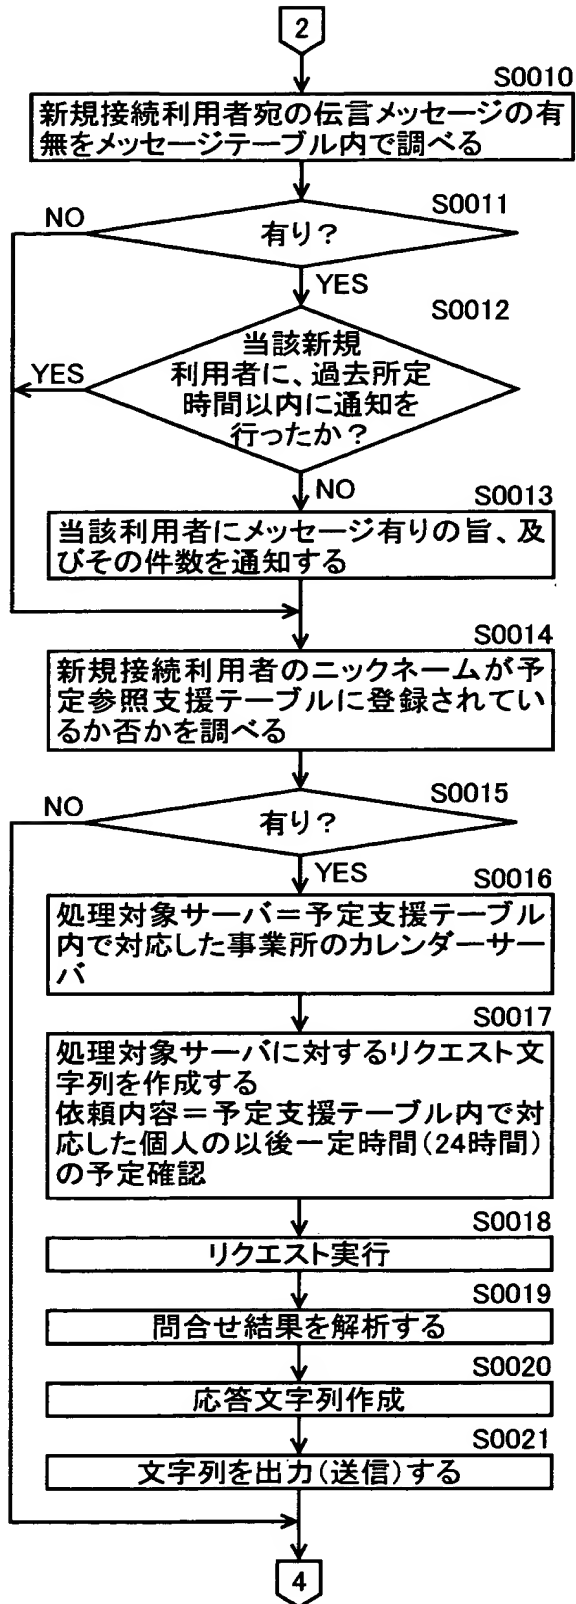 2
S0010
新規接続利用者宛の伝言メッセージの有
無をメッセージテーブル内で調べる
S0011
NO
有り？
YES
S0012
当該新規
利用者に、過去所定
時間以内に通知を
行ったか？
YES
NO
S0013
当該利用者にメッセージ有りの旨、及
びその件数を通知する
S0014
新規接続利用者のニックネームが予
定参照支援テーブルに登録されてい
るか否かを調べる
S0015
NO
有り？
YES
S0016
処理対象サーバ＝予定支援テーブル
内で対応した事業所のカレンダーサー
バ
S0017
処理対象サーバに対するリクエスト文
字列を作成する
依頼内容＝予定支援テーブル内で対
応した個人の以後一定時間（24時間）
の予定確認
S0018
リクエスト実行
S0019
問合せ結果を解析する
S0020
応答文字列作成
S0021
文字列を出力（送信）する
4